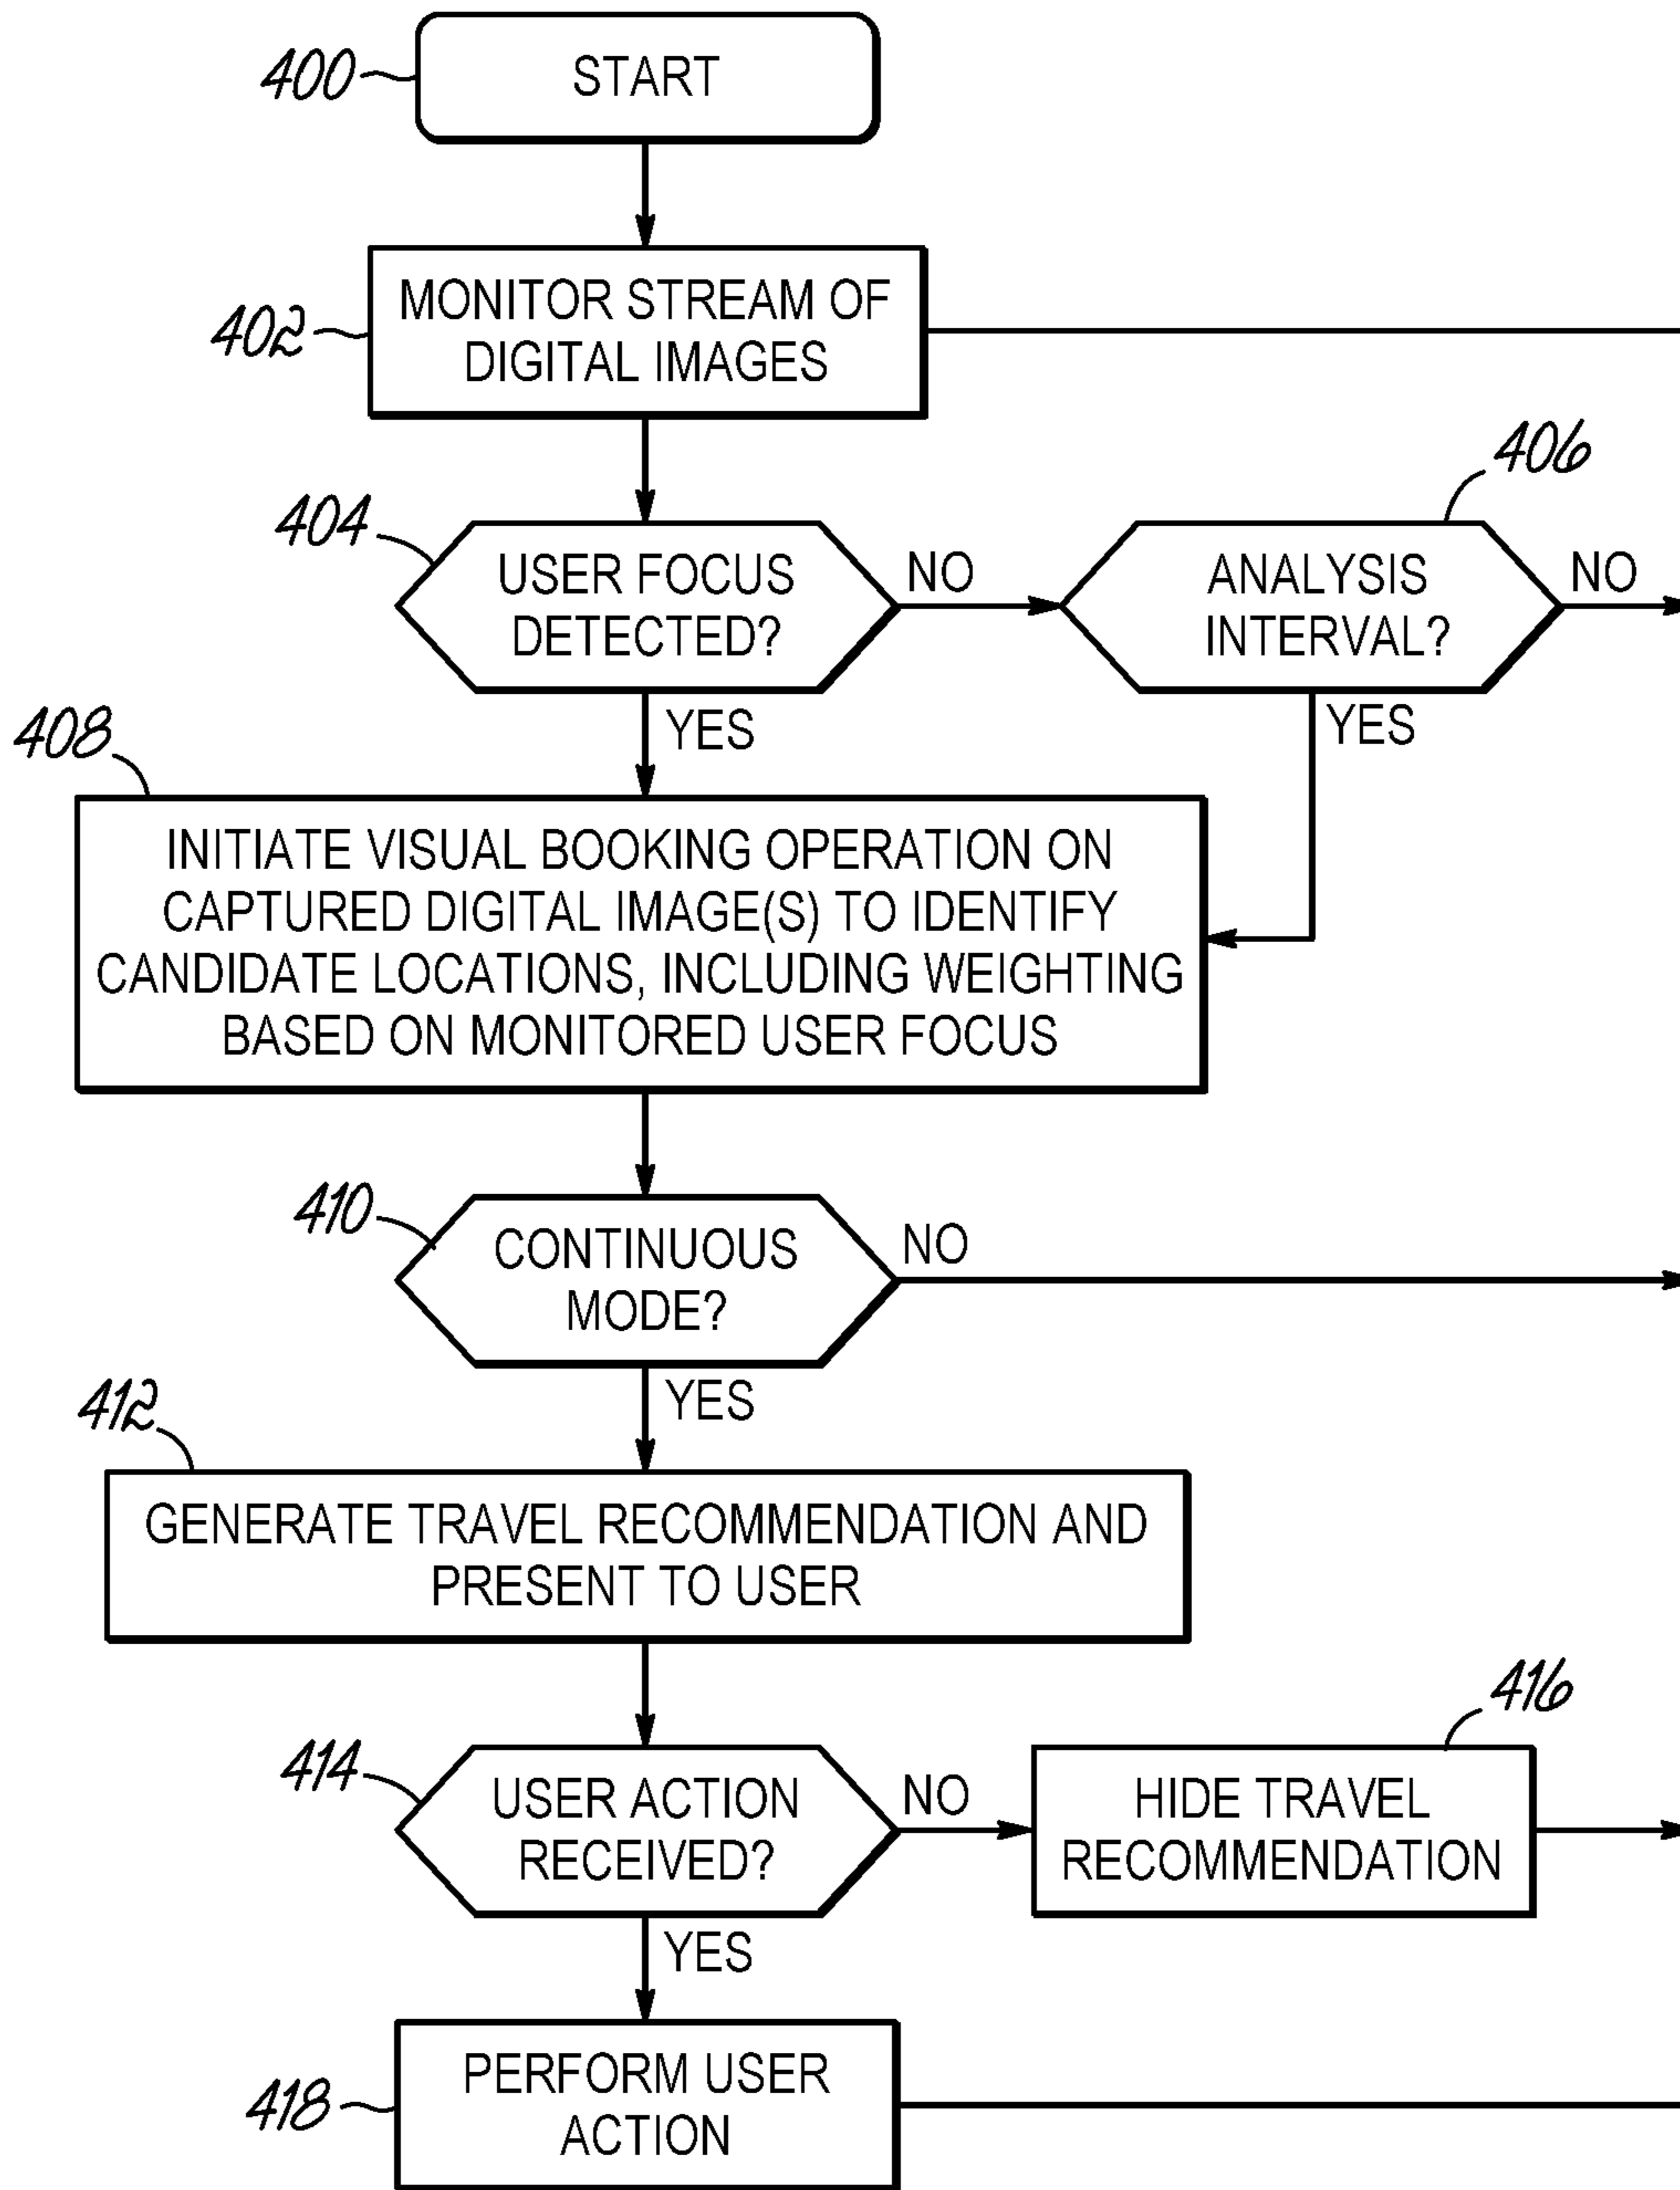 400
START
402
MONITOR STREAM OF
DIGITAL IMAGES
404
USER FOCUS
DETECTED?
NO
406
ANALYSIS
INTERVAL?
NO
YES
YES
408
INITIATE VISUAL BOOKING OPERATION ON
CAPTURED DIGITAL IMAGE(S) TO IDENTIFY
CANDIDATE LOCATIONS, INCLUDING WEIGHTING
BASED ON MONITORED USER FOCUS
410
CONTINUOUS
MODE?
NO
YES
412
GENERATE TRAVEL RECOMMENDATION AND
PRESENT TO USER
414
USER ACTION
RECEIVED?
NO
416
HIDE TRAVEL
RECOMMENDATION
YES
418
PERFORM USER
ACTION